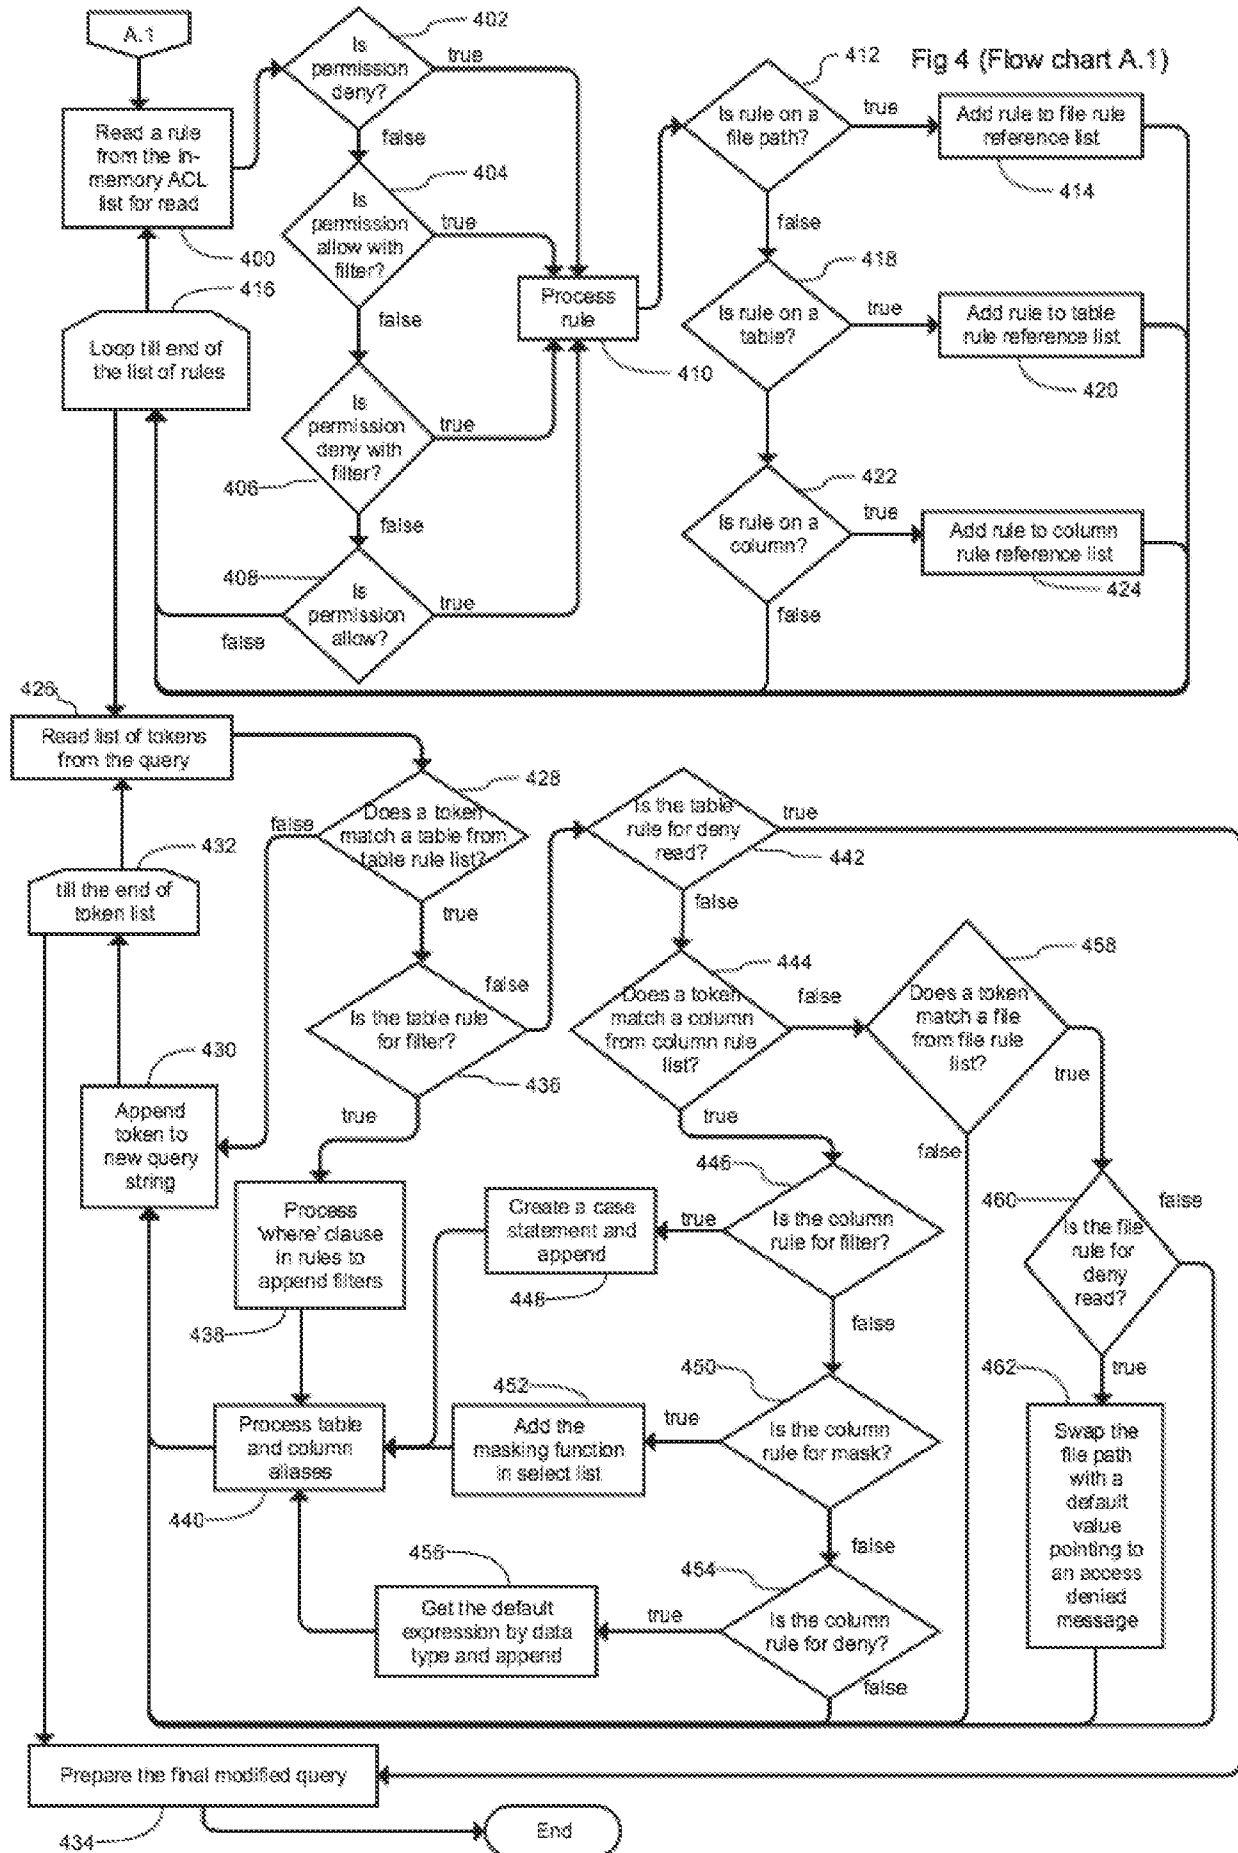 A.1
Fig 4 (Flow chart A.1)
Read a rule
from the in-
memory ACL
list for read
400
Loop till end of
the list of rules
416
Is
permission
deny?
402
true
false
Is
permission
allow with
filter?
404
true
false
Is
permission
deny with
filter?
406
true
false
Is
permission
allow?
408
true
false
Process
rule
410
Is rule on a
file path?
412
true
false
Add rule to file rule
reference list
414
Is rule on a
table?
418
true
false
Add rule to table
rule reference list
420
Is rule on a
column?
422
true
false
Add rule to column
rule reference list
424
426
Read list of tokens
from the query
Does a token
match a table from
table rule list?
428
false
true
till the end of
token list
432
Append
token to
new query
string
430
Is the table rule
for filter?
436
false
true
Process
'where' clause
in rules to
append filters
438
Process table
and column
aliases
440
Is the table
rule for deny
read?
442
true
false
Does a token
match a column
from column rule
list?
444
false
true
Is the column
rule for filter?
446
true
false
Create a case
statement and
append
448
Is the column
rule for mask?
450
true
false
Add the
masking function
in select list
452
Is the column
rule for deny?
454
true
false
Get the default
expression by data
type and append
456
Does a token
match a file
from file rule
list?
458
true
false
Is the file
rule for
deny
read?
460
false
true
Swap the
file path
with a
default
value
pointing to
an access
denied
message
462
Prepare the final modified query
434
End